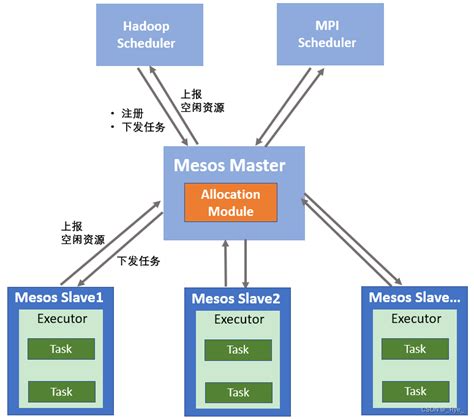 Hadoop
Scheduler
MPI
Scheduler
上报
空闲资源
• 注册
• 下发任务
Mesos Master
Allocation
Module
上报
空闲资源
下发任务
Mesos Slave1
Executor
Task
Task
Mesos Slave2
Executor
Task
Task
Mesos Slave...
Executor
Task
Task